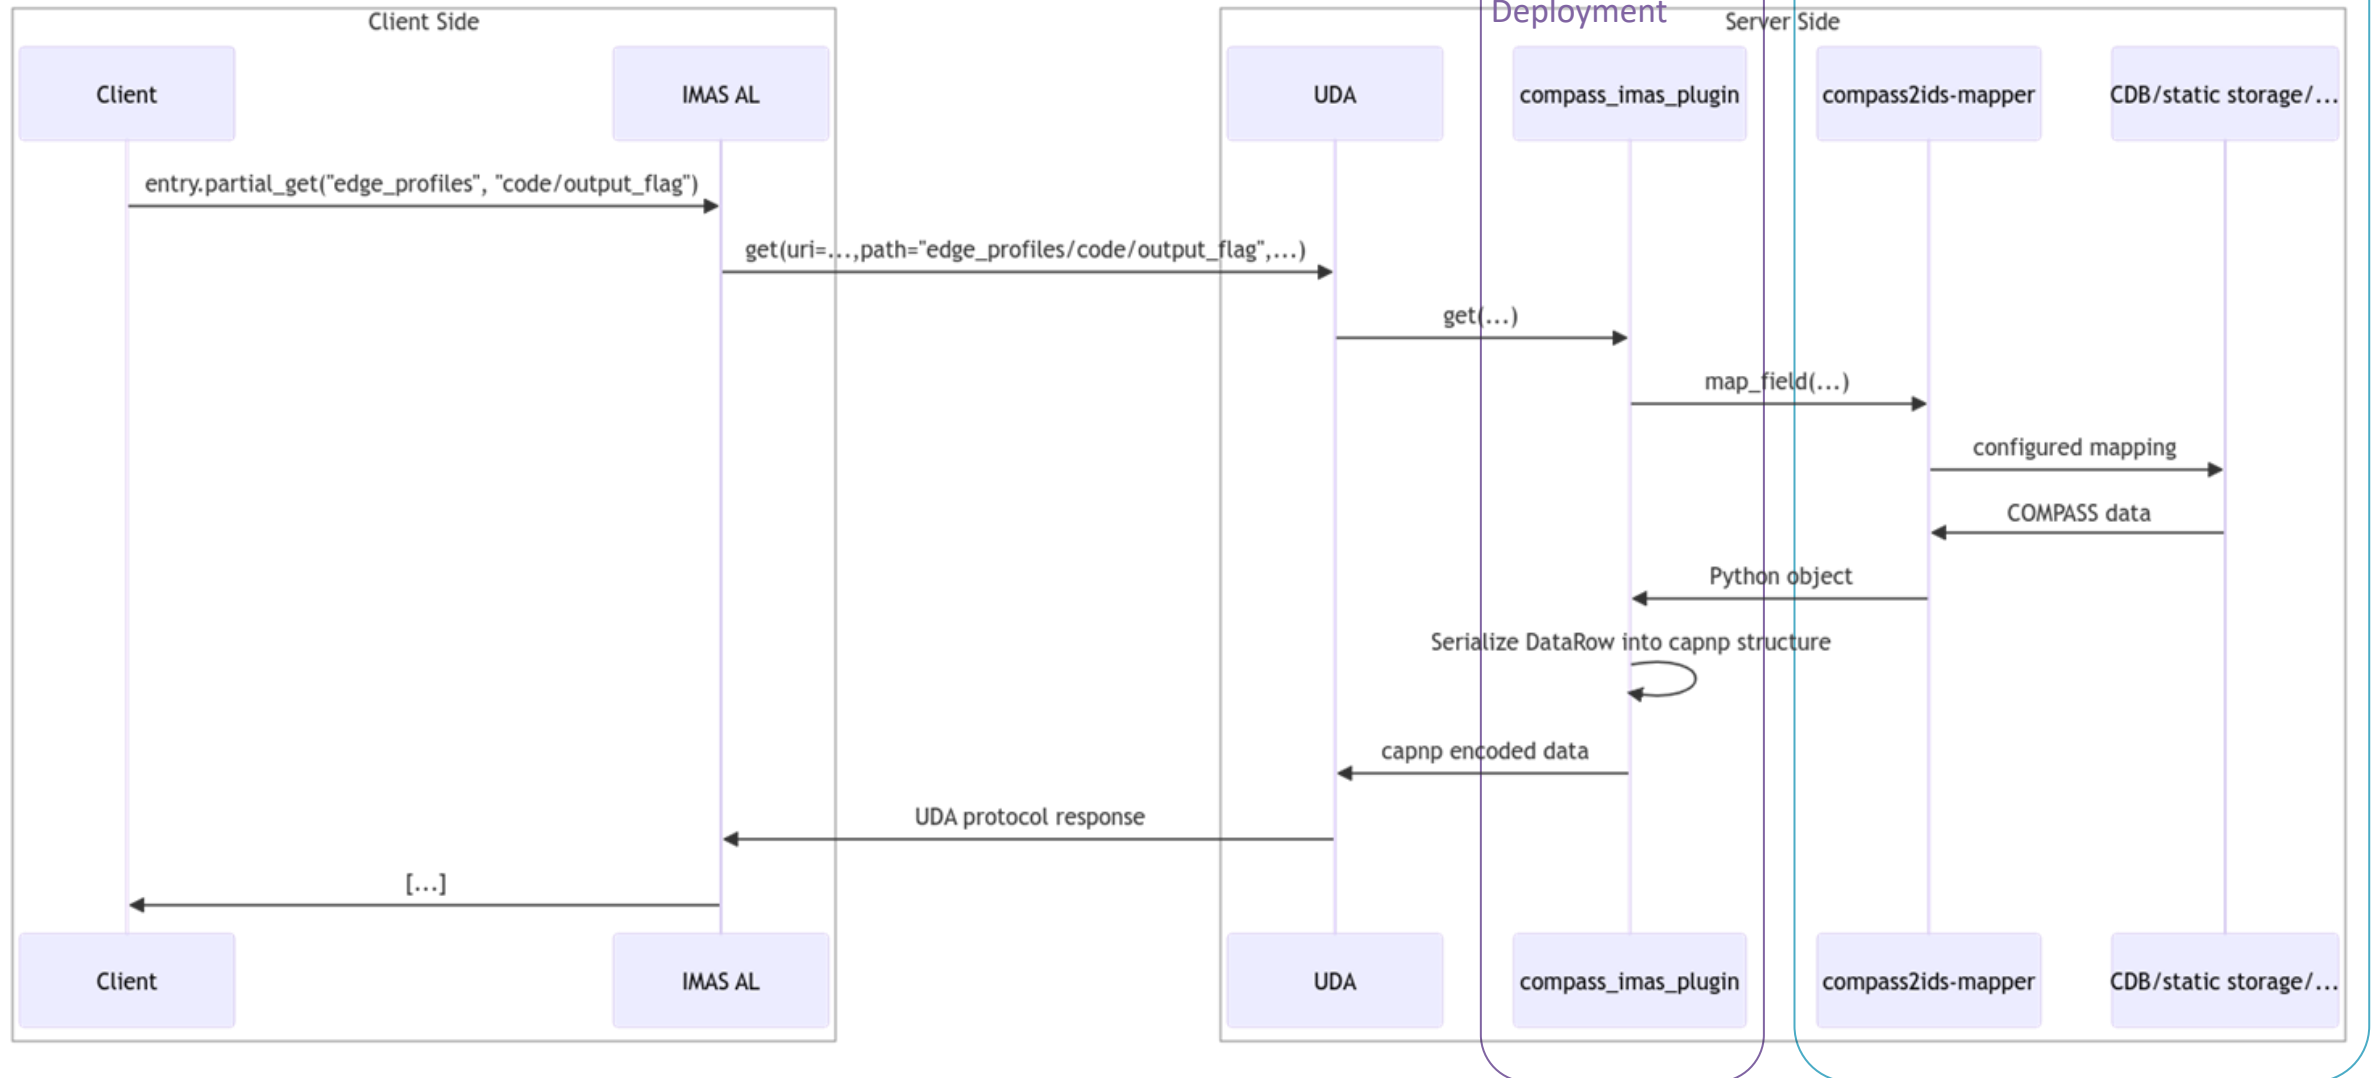 Deployment
Client Side
Server Side
Client
IMAS AL
UDA
compass_imas_plugin
compass2ids-mapper
CDB/static storage/...
entry.partial_get("edge_profiles", "code/output_flag")
get(uri=...,path="edge_profiles/code/output_flag",...)
get(...)
map_field(...)
configured mapping
COMPASS data
Python object
Serialize DataRow into capnp structure
capnp encoded data
UDA protocol response
[...]
Client
IMAS AL
UDA
compass_imas_plugin
compass2ids-mapper
CDB/static storage/...